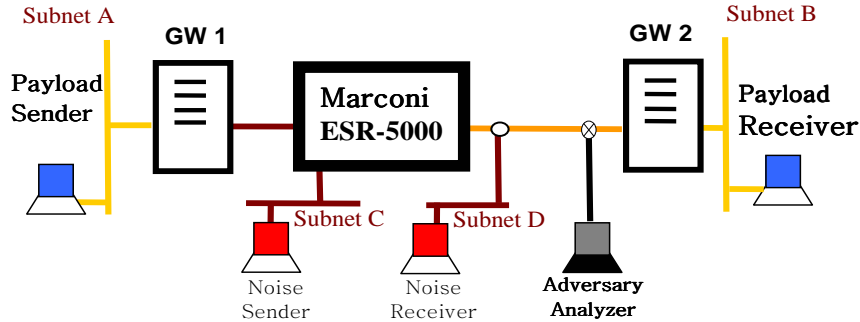 Subnet A
GW 1
GW 2
Subnet B
Payload
Sender
Marconi
ESR-5000
Payload
Receiver
Subnet C
Subnet D
Noise
Sender
Noise
Receiver
Adversary
Analyzer